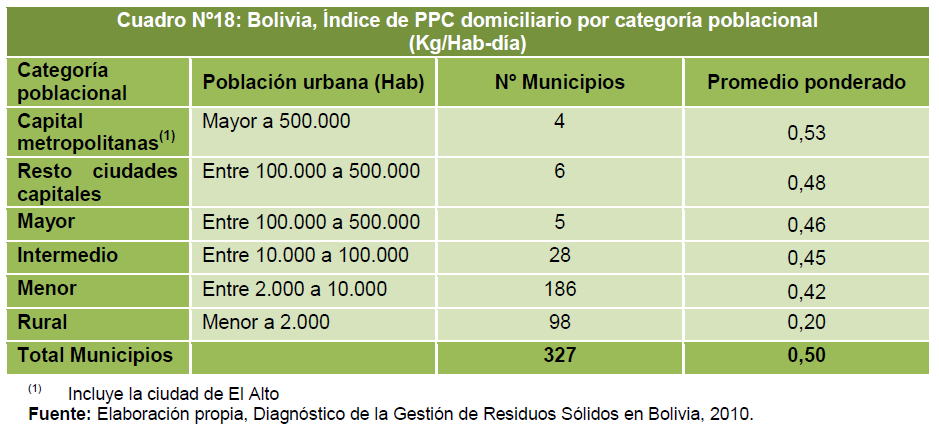 Cuadro Nº18: Bolivia, Índice de PPC domiciliario por categoría poblacional
(Kg/Hab-día)
Categoría
poblacional
Población urbana (Hab)
Nº Municipios
Promedio ponderado
Capital
metropolitanas(1)
Mayor a 500.000
4
0,53
Resto ciudades
capitales
Entre 100.000 a 500.000
6
0,48
Mayor
Entre 100.000 a 500.000
5
0,46
Intermedio
Entre 10.000 a 100.000
28
0,45
Menor
Entre 2.000 a 10.000
186
0,42
Rural
Menor a 2.000
98
0,20
Total Municipios
327
0,50
(1) Incluye la ciudad de El Alto
Fuente: Elaboración propia, Diagnóstico de la Gestión de Residuos Sólidos en Bolivia, 2010.